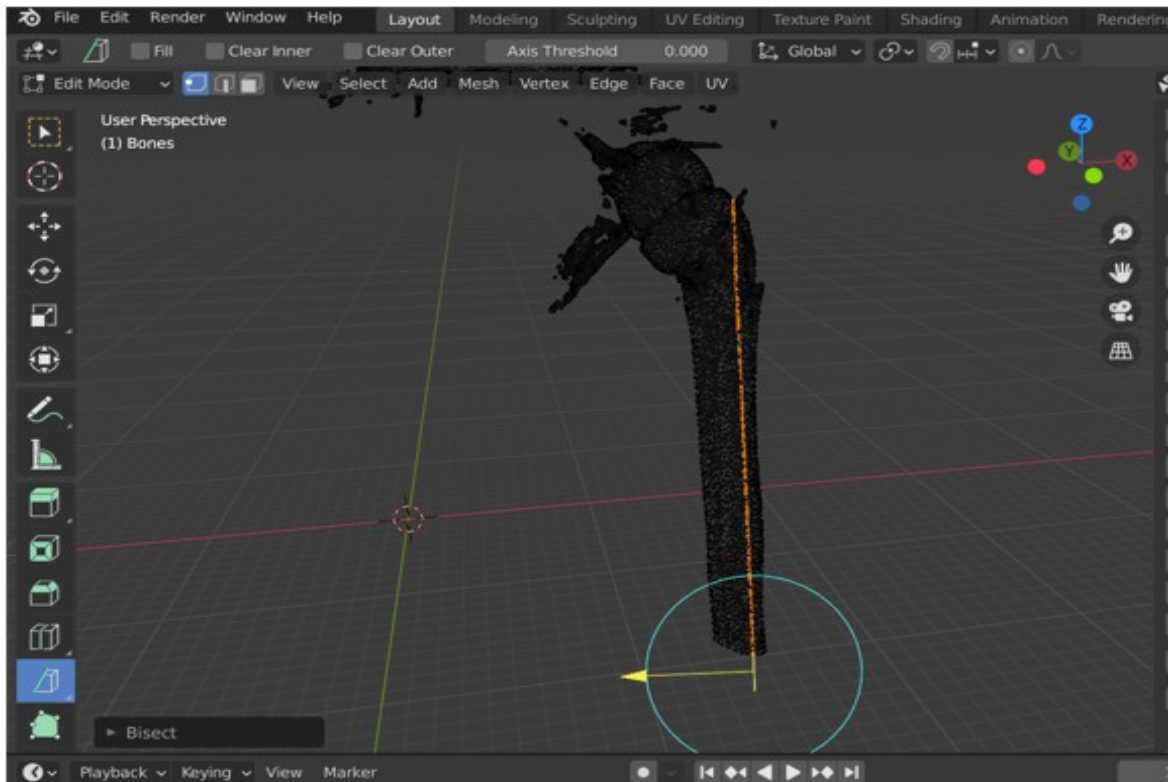 File Edit Render Window Help Layout Modeling Sculpting UV Editing Texture Paint Shading Animation Rendering
Fill Clear Inner Clear Outer Axis Threshold 0.000 Global
Edit Mode View Select Add Mesh Vertex Edge Face UV
User Perspective
(1) Bones
Z
Y
X
Bisect
Playback Keying View Marker